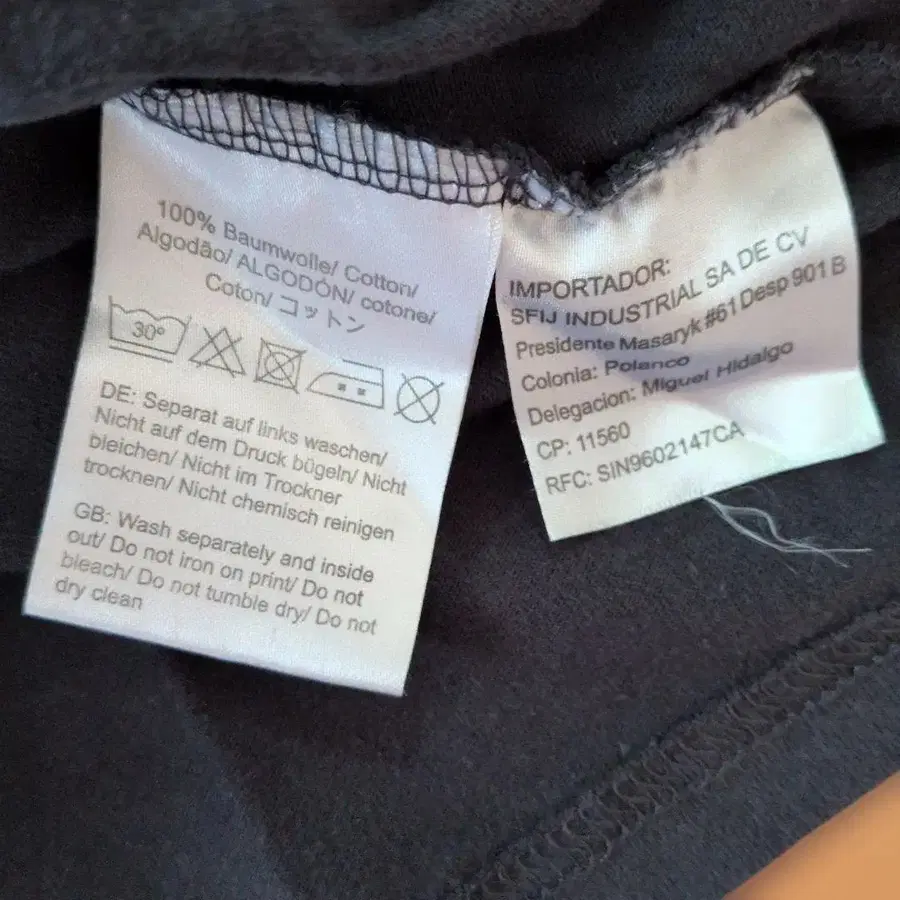 100% Baumwolle/ Cotton/
Algodão/ ALGODÓN/ cotone/
Coton/ コットン
30°
DE: Separat auf links waschen/
Nicht auf dem Druck bügeln/ Nicht
bleichen/ Nicht im Trockner
trocknen/ Nicht chemisch reinigen
GB: Wash separately and inside
out/ Do not iron on print/ Do not
bleach/ Do not tumble dry/ Do not
dry clean
IMPORTADOR:
SFIJ INDUSTRIAL SA DE CV
Presidente Masaryk #61 Desp 901 B
Colonia: Polanco
Delegacion: Miguel Hidalgo
CP: 11560
RFC: SIN9602147CA